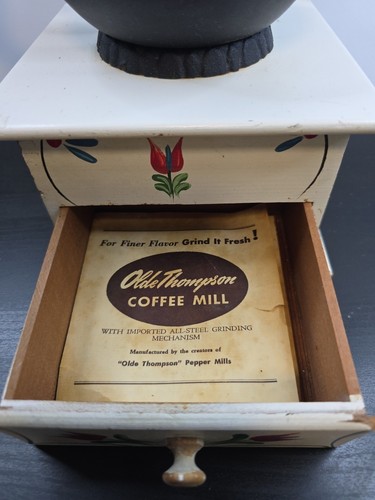 For Finer Flavor Grind It Fresh!
Olde Thompson
COFFEE MILL
WITH IMPORTED ALL-STEEL GRINDING
MECHANISM
Manufactured by the creators of
"Olde Thompson" Pepper Mills